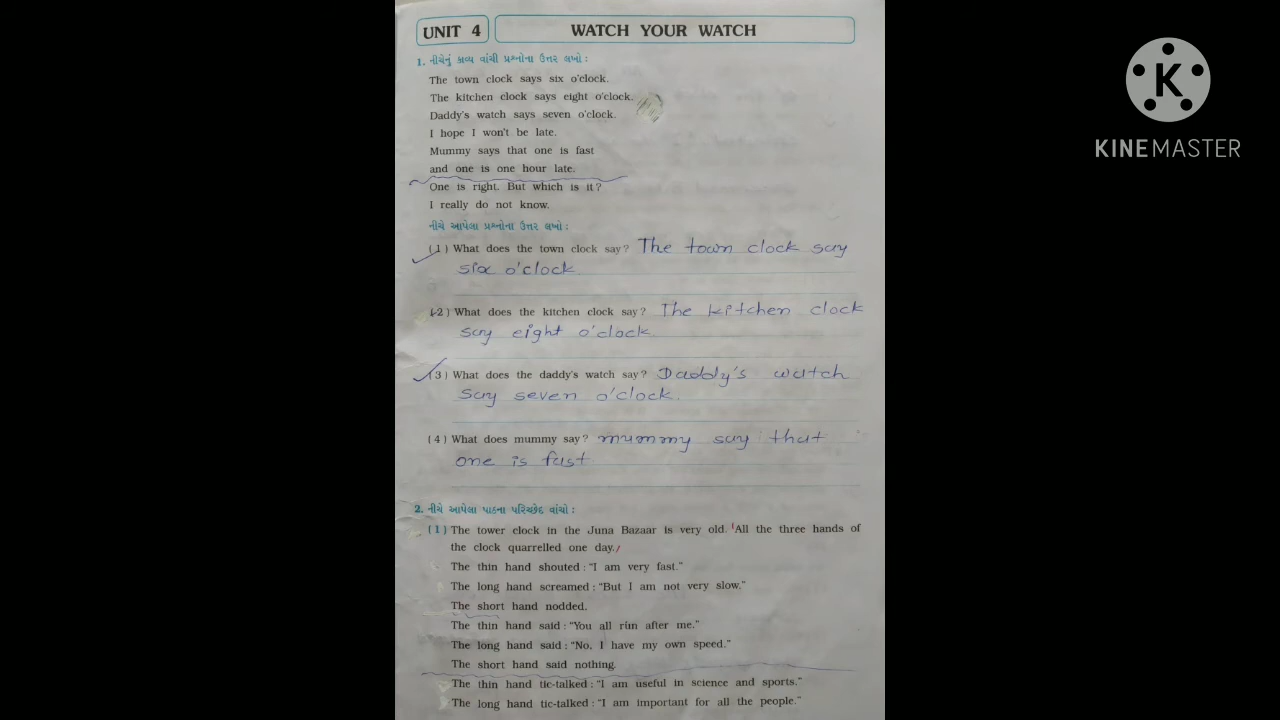 UNIT 4
WATCH YOUR WATCH
1. નીચેનું કાવ્ય વાંચી પ્રશ્નોના ઉત્તર લખો :
The town clock says six o'clock.
The kitchen clock says eight o'clock.
Daddy's watch says seven o'clock.
I hope I won't be late.
Mummy says that one is fast
and one is one hour late.
One is right. But which is it?
I really do not know.
નીચે આપેલા પ્રશ્નોના ઉત્તર લખો :
(1) What does the town clock say? The town clock say
six o'clock
(2) What does the kitchen clock say? The kitchen clock
say eight o'clock.
(3) What does the daddy's watch say? Daddy's watch
say seven o'clock.
(4) What does mummy say? mummy say that
one is fast
2. નીચે આપેલા પાઠના પરિચ્છેદ વાંચો :
(1) The tower clock in the Juna Bazaar is very old. All the three hands of
the clock quarrelled one day.
The thin hand shouted : "I am very fast."
The long hand screamed : "But I am not very slow."
The short hand nodded.
The thin hand said : "You all run after me."
The long hand said : "No, I have my own speed."
The short hand said nothing.
The thin hand tic-talked : "I am useful in science and sports."
The long hand tic-talked : "I am important for all the people."
K
KINEMASTER